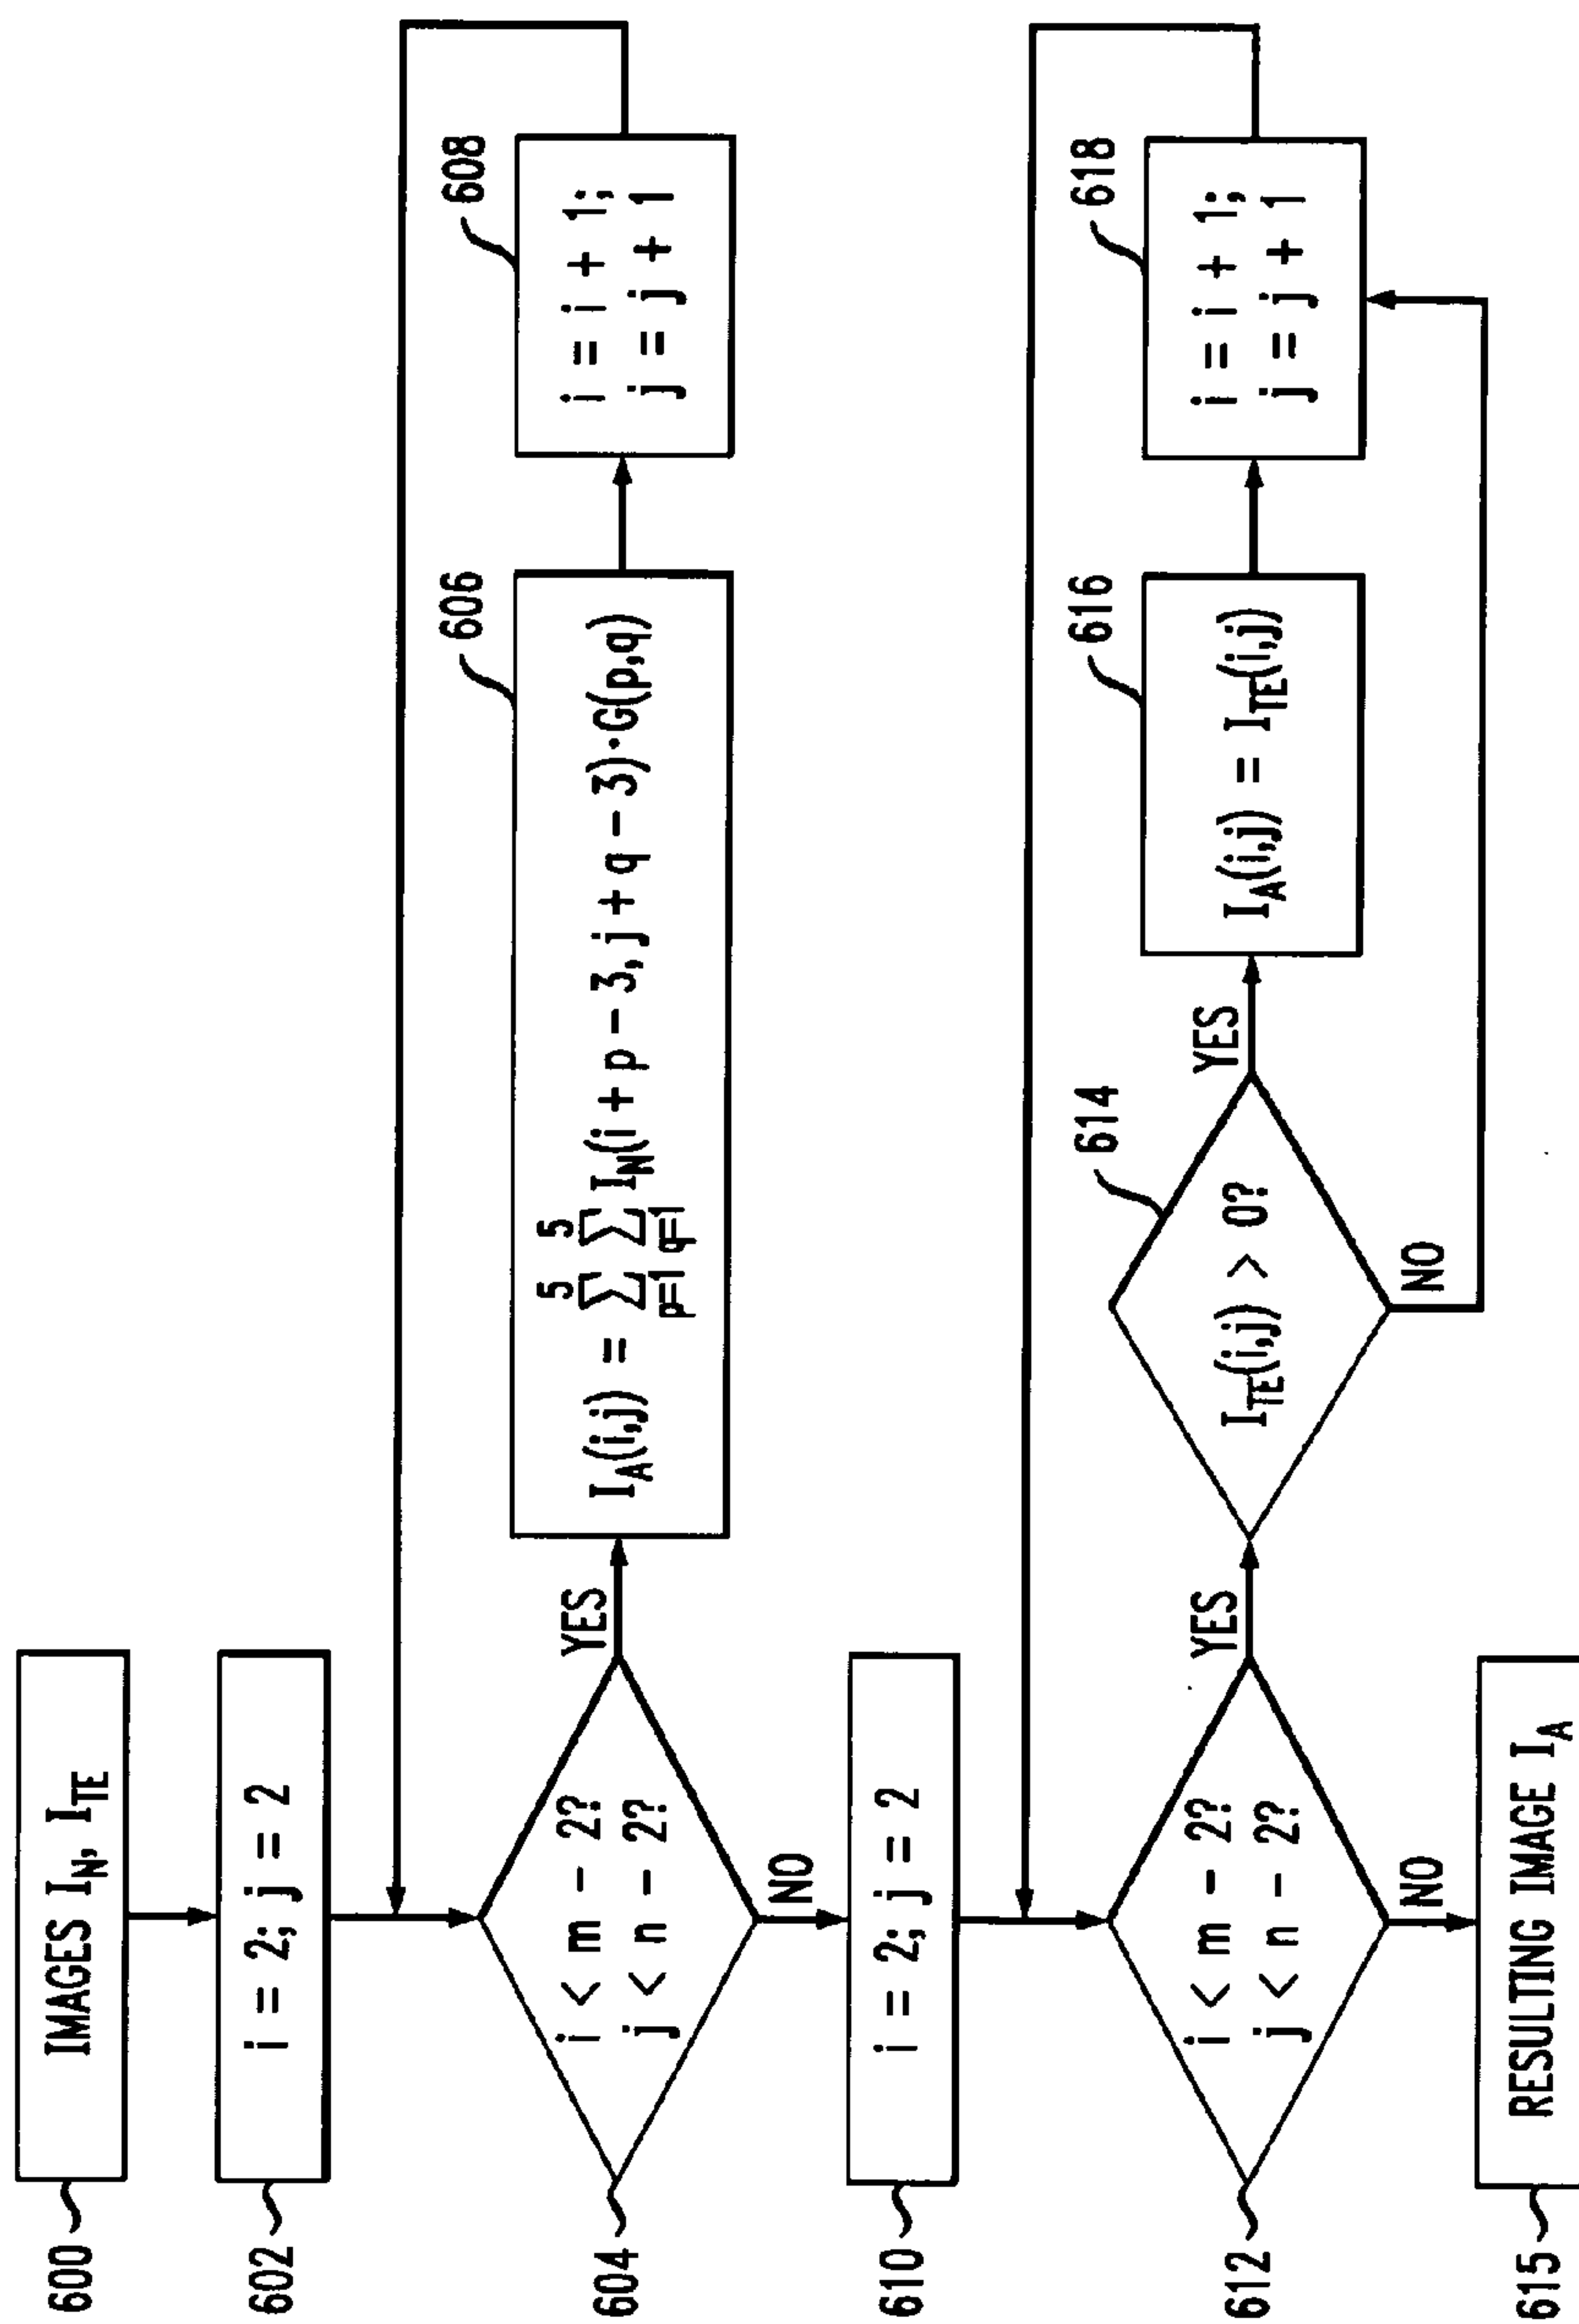 600
IMAGES I_N, I_TE
602
i = 2; j = 2
604
i < m - 2?
j < n - 2?
YES
606
I_A(i,j) = 5∑p=1 5∑q=1 I_N(i + p - 3, j + q - 3)·G(p,q)
608
i = i + 1;
j = j + 1
NO
610
i = 2; j = 2
612
i < m - 2?
j < n - 2?
YES
614
I_TE(i,j) > 0?
YES
616
I_A(i,j) = I_TE(i,j)
618
i = i + 1;
j = j + 1
NO
NO
615
RESULTING IMAGE I_A